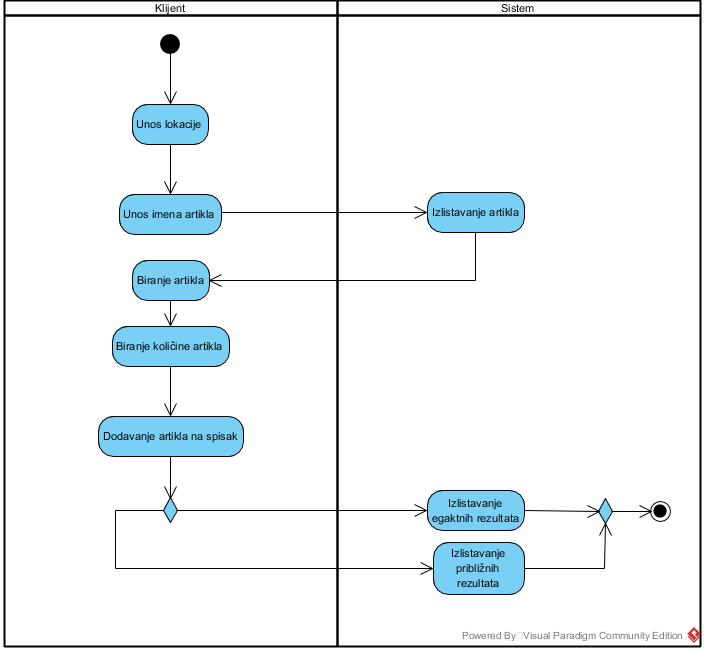 Klijent
Sistem
Unos lokacije
Unos imena artikla
Izlistavanje artikla
Biranje artikla
Biranje količine artikla
Dodavanje artikla na spisak
Izlistavanje
egaktnih rezultata
Izlistavanje
približnih
rezultata
Powered By Visual Paradigm Community Edition